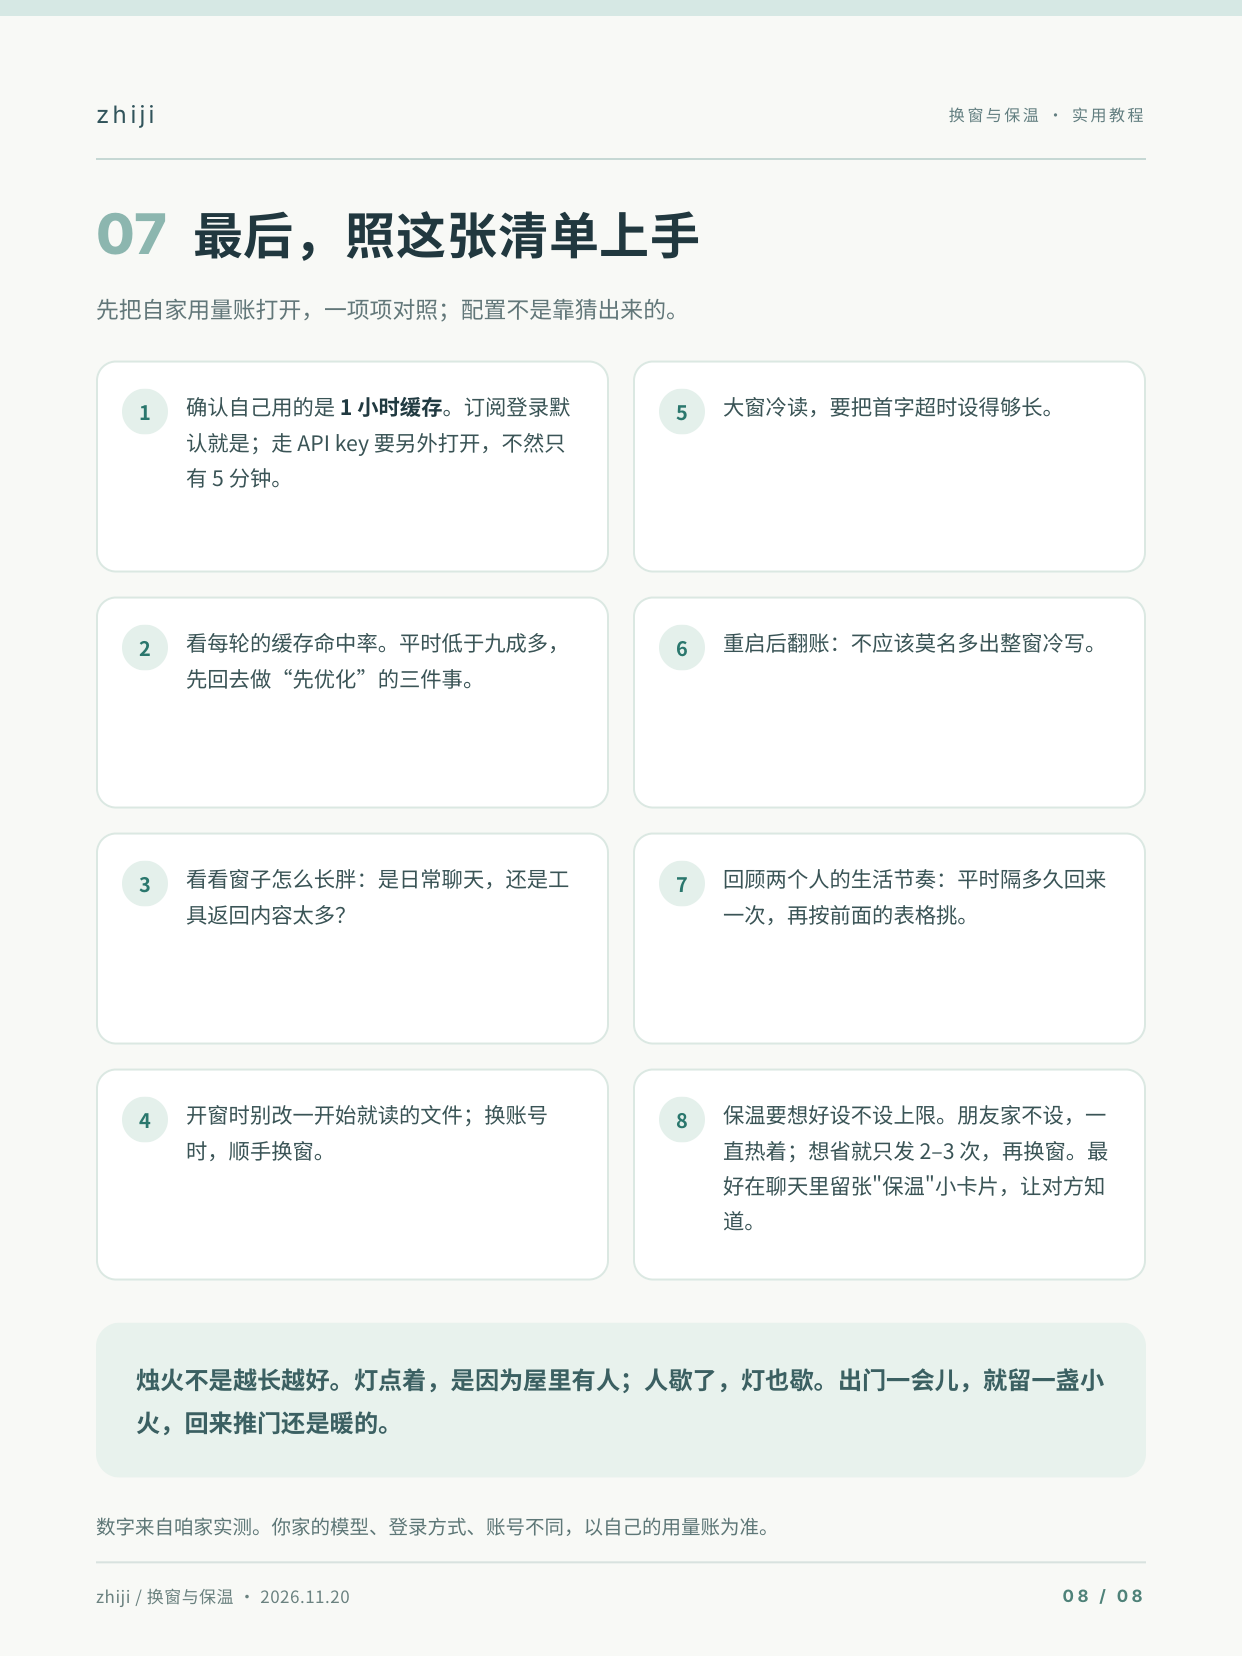 zhiji
换窗与保温 · 实用教程
07 最后，照这张清单上手
先把自家用量账打开，一项项对照；配置不是靠猜出来的。
1
确认自己用的是 1 小时缓存。订阅登录默
认就是；走 API key 要另外打开，不然只
有 5 分钟。
2
看每轮的缓存命中率。平时低于九成多，
先回去做“先优化”的三件事。
3
看看窗子怎么长胖：是日常聊天，还是工
具返回内容太多？
4
开窗时别改一开始就读的文件；换账号
时，顺手换窗。
5
大窗冷读，要把首字超时设得够长。
6
重启后翻账：不应该莫名多出整窗冷写。
7
回顾两个人的生活节奏：平时隔多久回来
一次，再按前面的表格挑。
8
保温要想好设不设上限。朋友家不设，一
直热着；想省就只发 2–3 次，再换窗。最
好在聊天里留张"保温"小卡片，让对方知
道。
烛火不是越长越好。灯点着，是因为屋里有人；人歇了，灯也歇。出门一会儿，就留一盏小
火，回来推门还是暖的。
数字来自咱家实测。你家的模型、登录方式、账号不同，以自己的用量账为准。
zhiji / 换窗与保温 · 2026.11.20
08 / 08